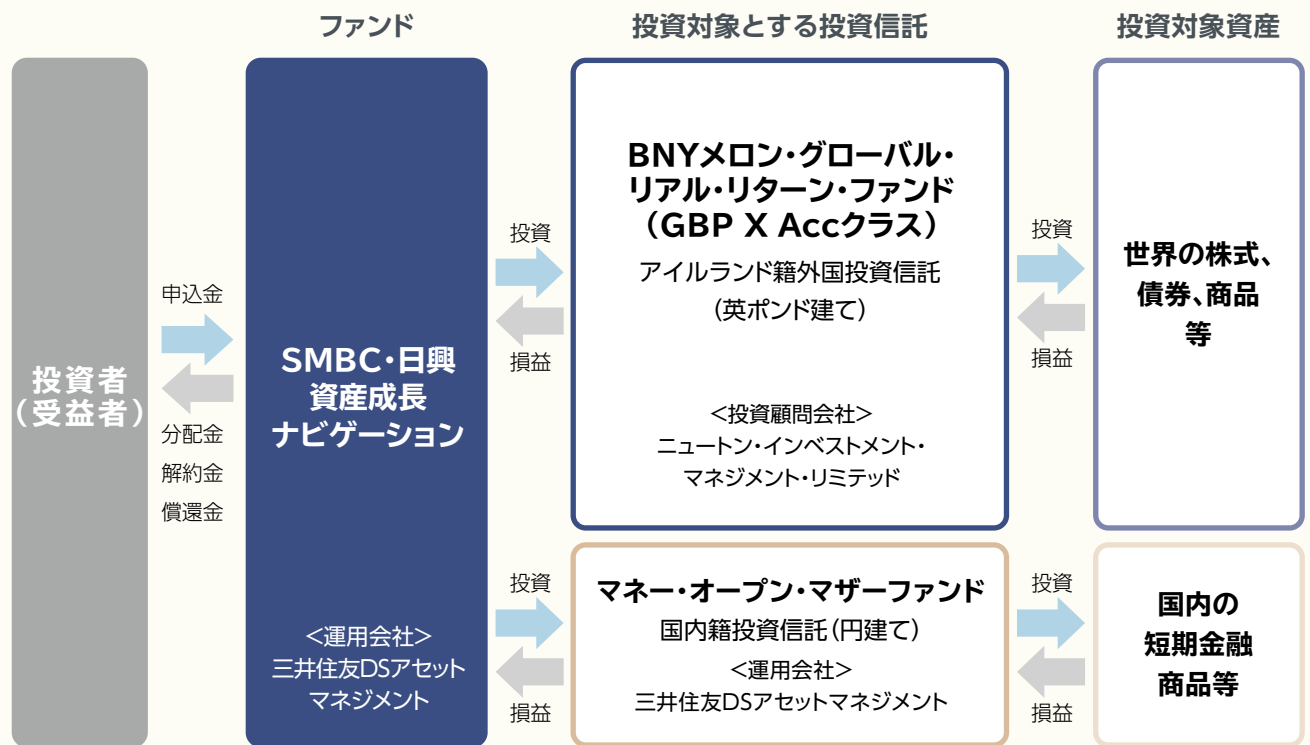 ファンド
投資対象とする投資信託
投資対象資産
投資者
(受益者)
申込金
分配金
解約金
償還金
SMBC・日興
資産成長
ナビゲーション
<運用会社>
三井住友DSアセット
マネジメント
投資
損益
BNYメロン・グローバル・
リアル・リターン・ファンド
(GBP X Accクラス)
アイルランド籍外国投資信託
(英ポンド建て)
<投資顧問会社>
ニュートン・インベストメント・
マネジメント・リミテッド
投資
損益
世界の株式、
債券、商品
等
投資
損益
マネー・オープン・マザーファンド
国内籍投資信託(円建て)
<運用会社>
三井住友DSアセットマネジメント
投資
損益
国内の
短期金融
商品等